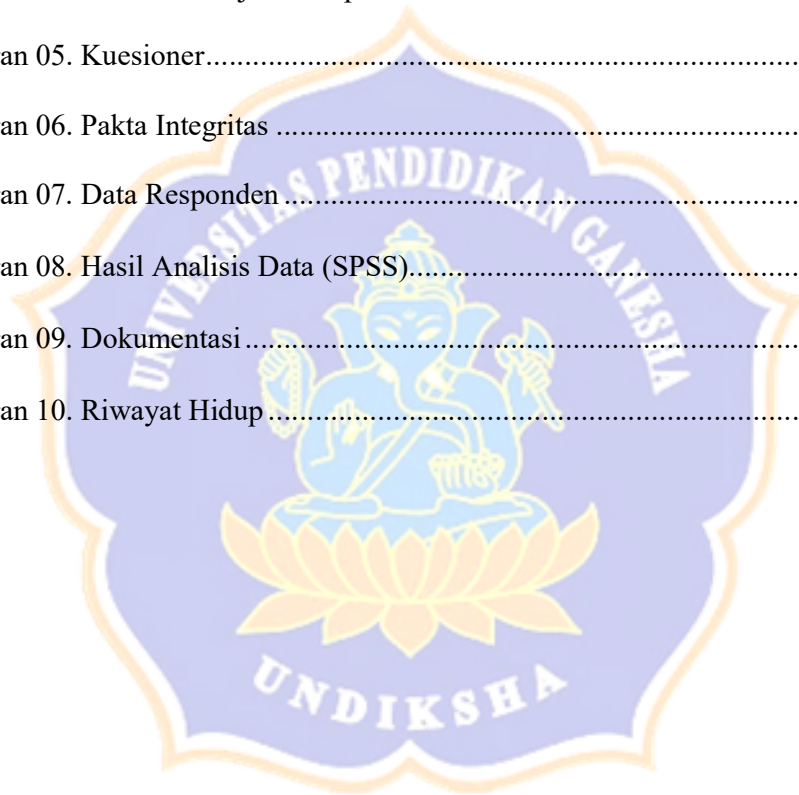 an 05. Kuesioner
an 06. Pakta Integritas
an 07. Data Responden
an 08. Hasil Analisis Data (SPSS)
an 09. Dokumentasi
an 10. Riwayat Hidup
UNIVERSITAS PENDIDIKAN GANESHA
UNDIKSHA